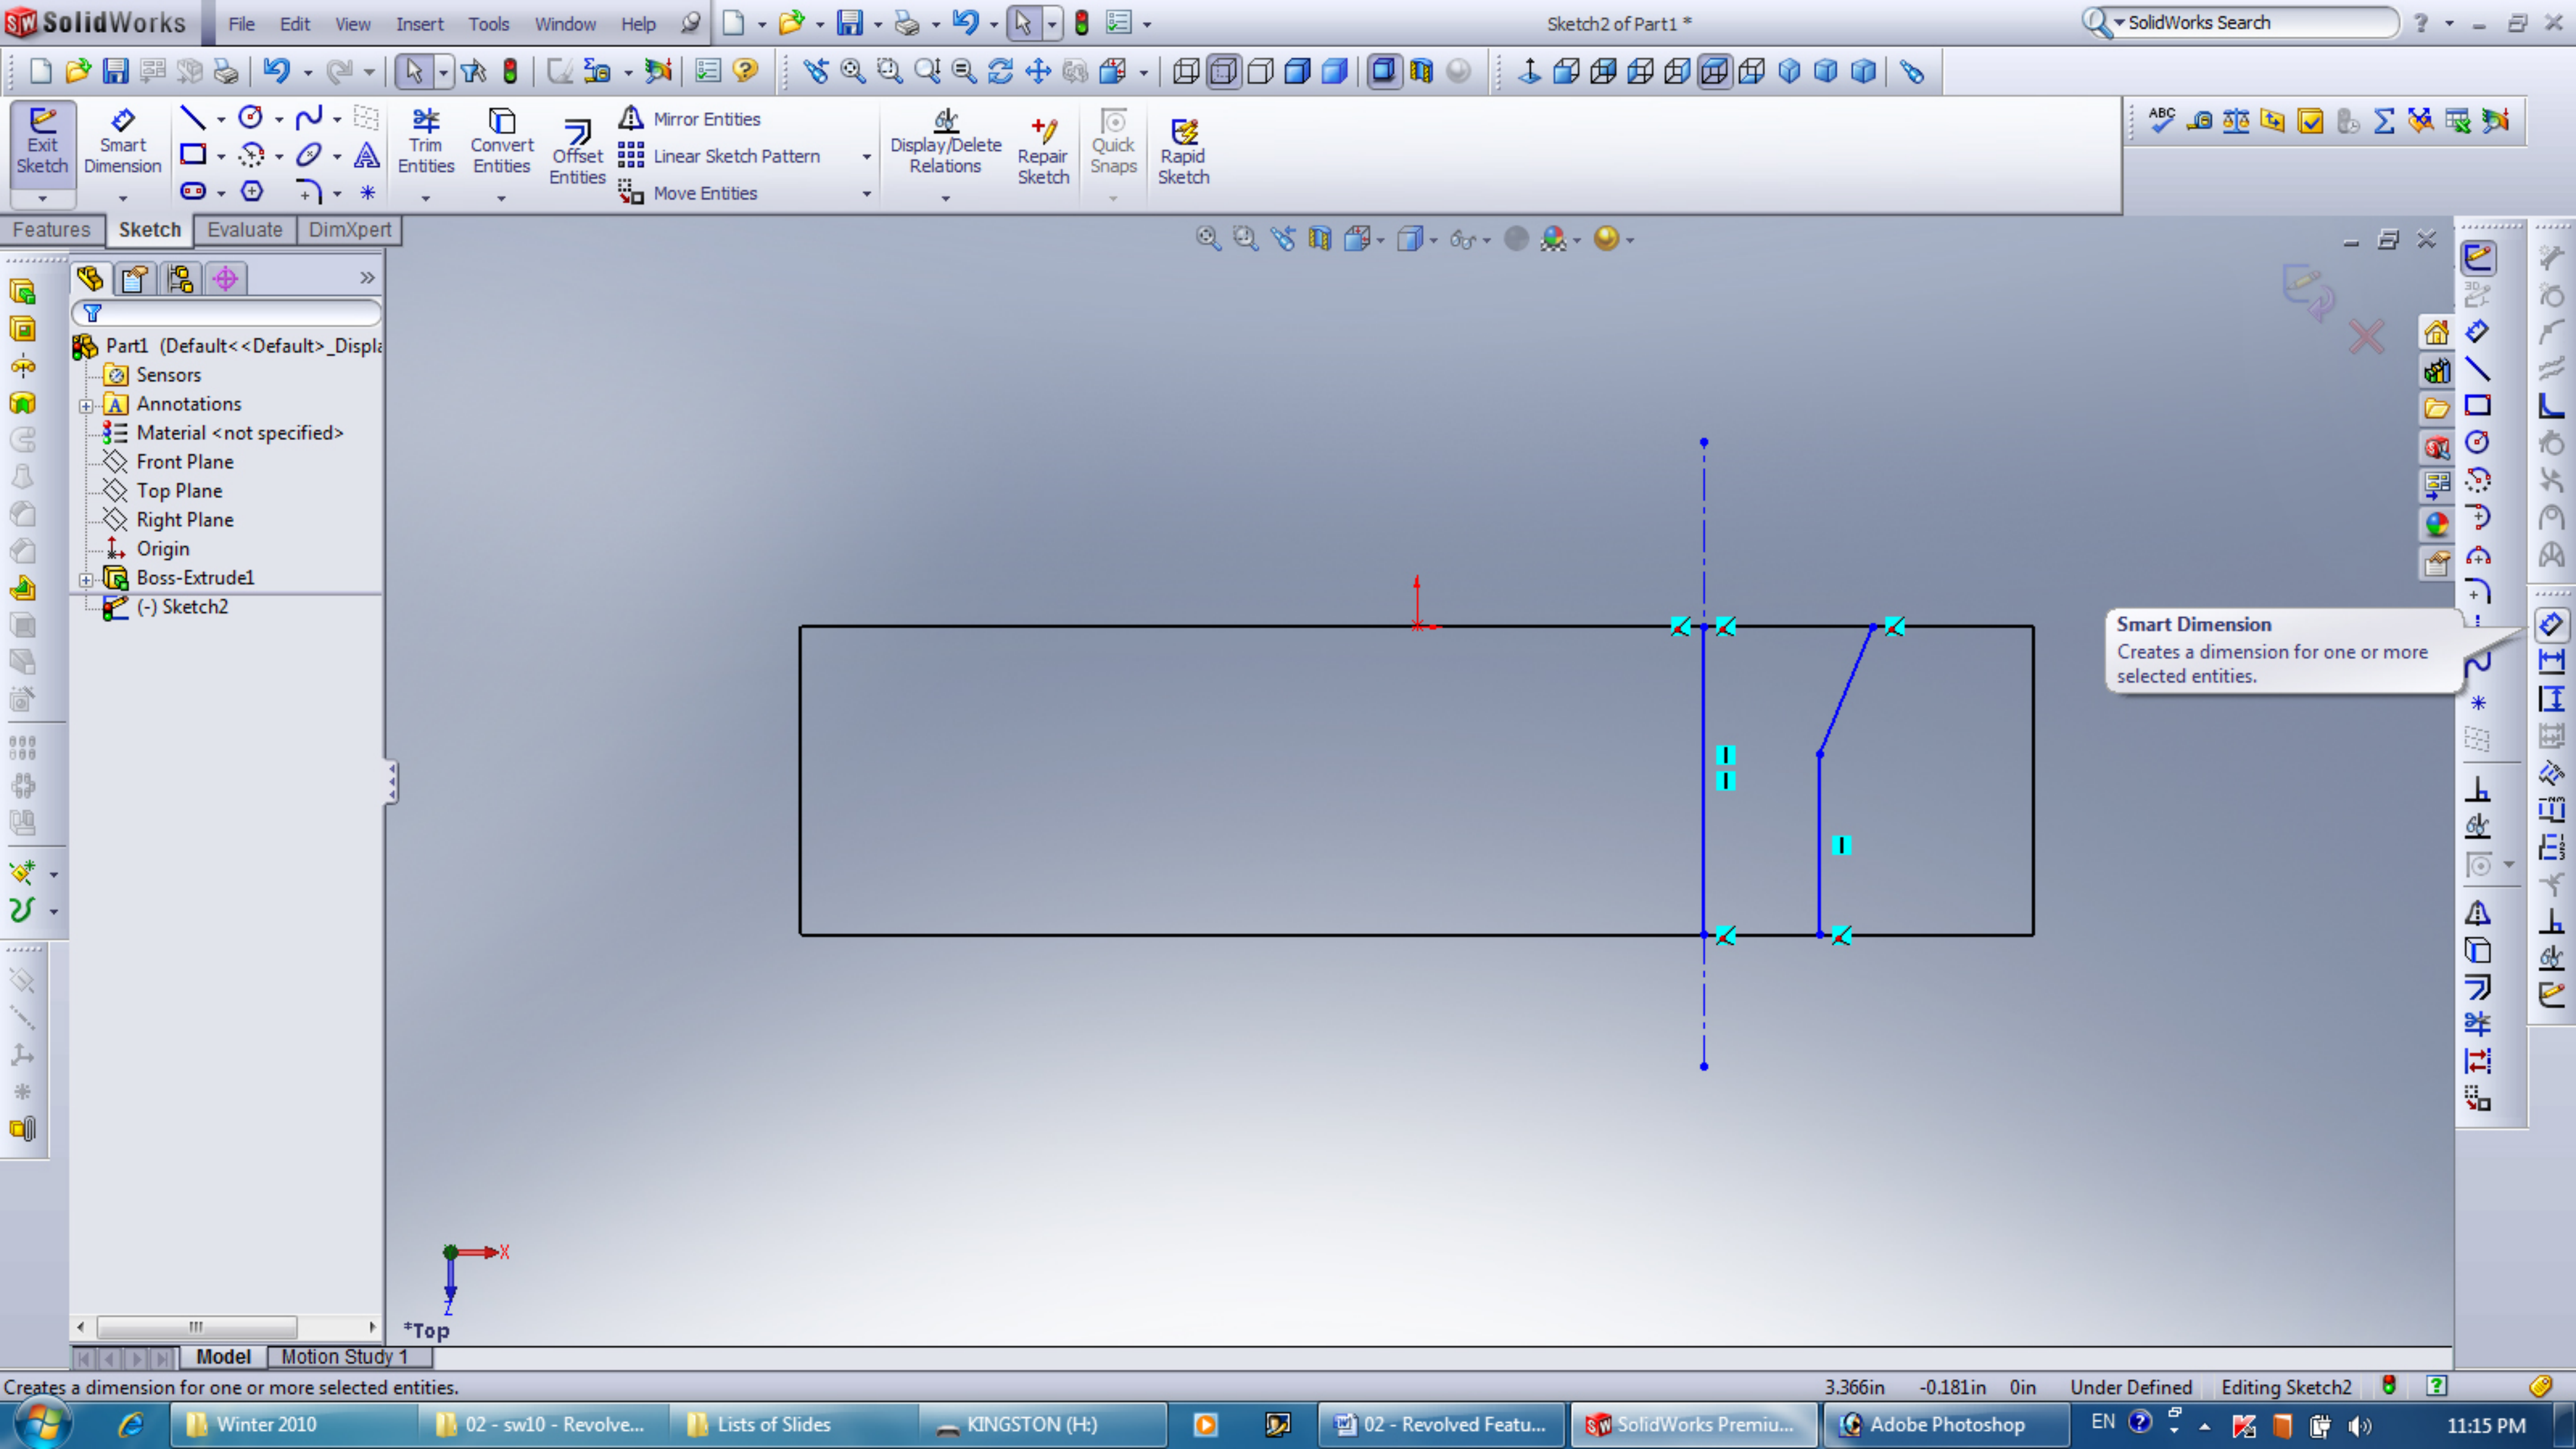 SolidWorks File Edit View Insert Tools Window Help Sketch2 of Part1 * SolidWorks Search
Exit Sketch
Smart Dimension
Trim Entities
Convert Entities
Offset Entities
Mirror Entities
Linear Sketch Pattern
Move Entities
Display/Delete Relations
Repair Sketch
Quick Snaps
Rapid Sketch
ABC
Features Sketch Evaluate DimXpert
Part1 (Default<<Default>_Displa
Sensors
Annotations
Material <not specified>
Front Plane
Top Plane
Right Plane
Origin
Boss-Extrude1
(-) Sketch2
3D
Smart Dimension
Creates a dimension for one or more
selected entities.
X
Z
*Top
Model Motion Study 1
Creates a dimension for one or more selected entities. 3.366in -0.181in 0in Under Defined Editing Sketch2
Winter 2010 02 - sw10 - Revolve... Lists of Slides KINGSTON (H:) 02 - Revolved Featu... SolidWorks Premiu... Adobe Photoshop EN 11:15 PM